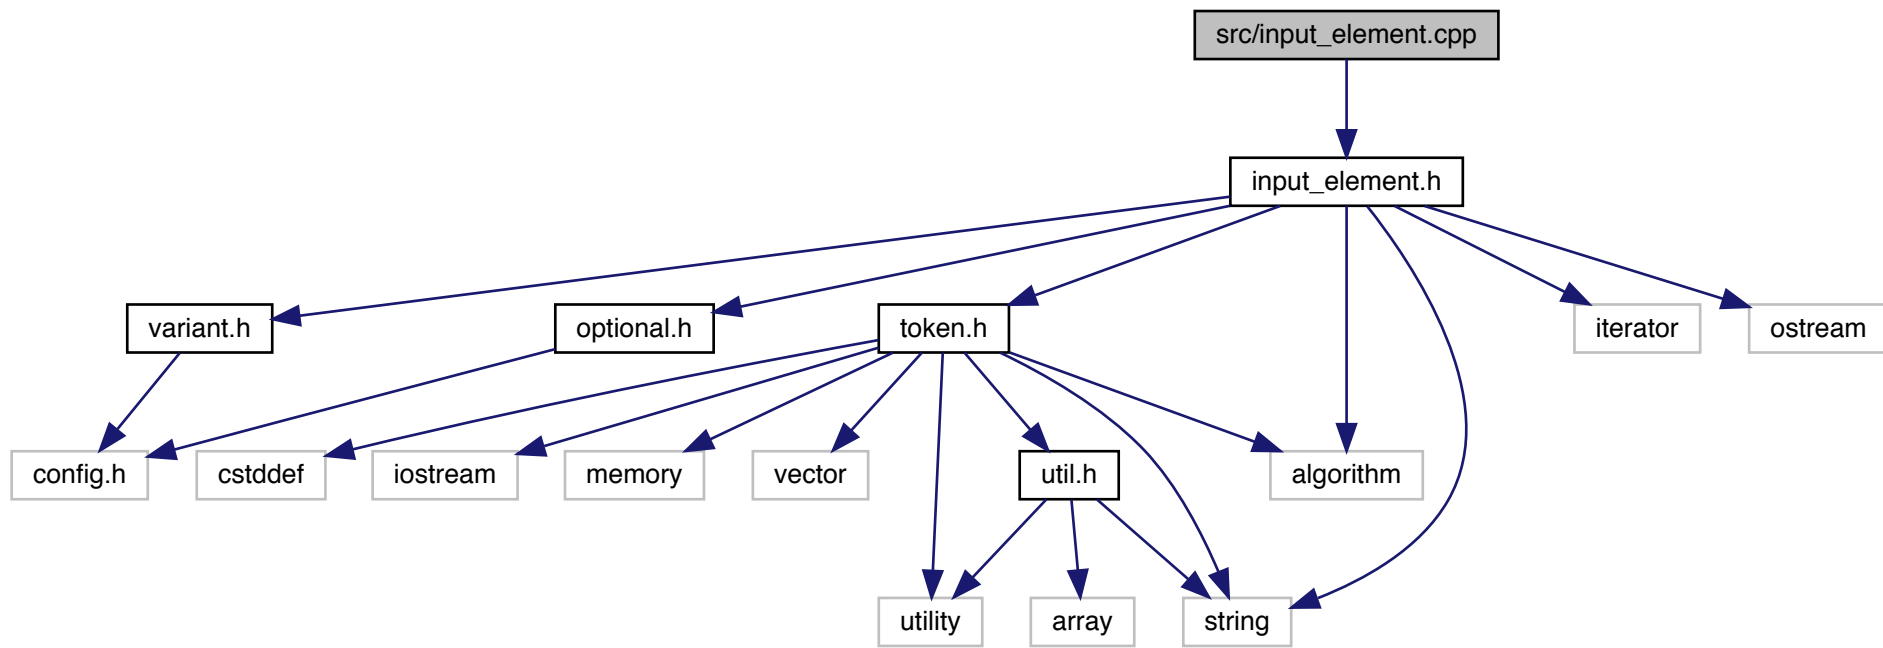 src/input_element.cpp
input_element.h
variant.h
optional.h
token.h
iterator
ostream
config.h
cstddef
iostream
memory
vector
util.h
algorithm
utility
array
string